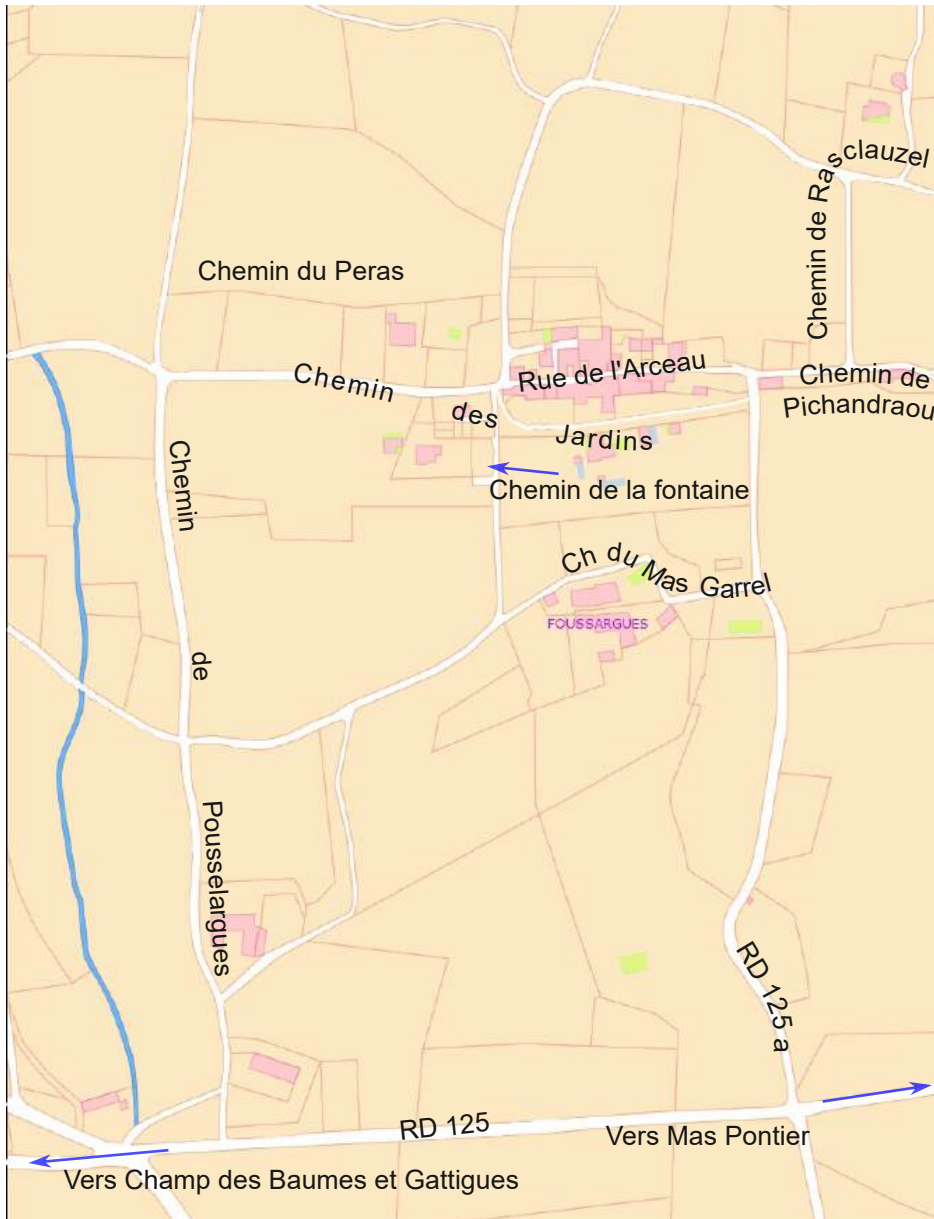 Chemin de Rasclauzel
Chemin du Peras
Rue de l'Arceau
Chemin des Jardins
Chemin de
Pichandraou
Chemin de la fontaine
Ch du Mas Garrel
FOUSSARGUES
Chemin de Pousselargues
RD 125 a
RD 125
Vers Mas Pontier
Vers Champ des Baumes et Gattigues